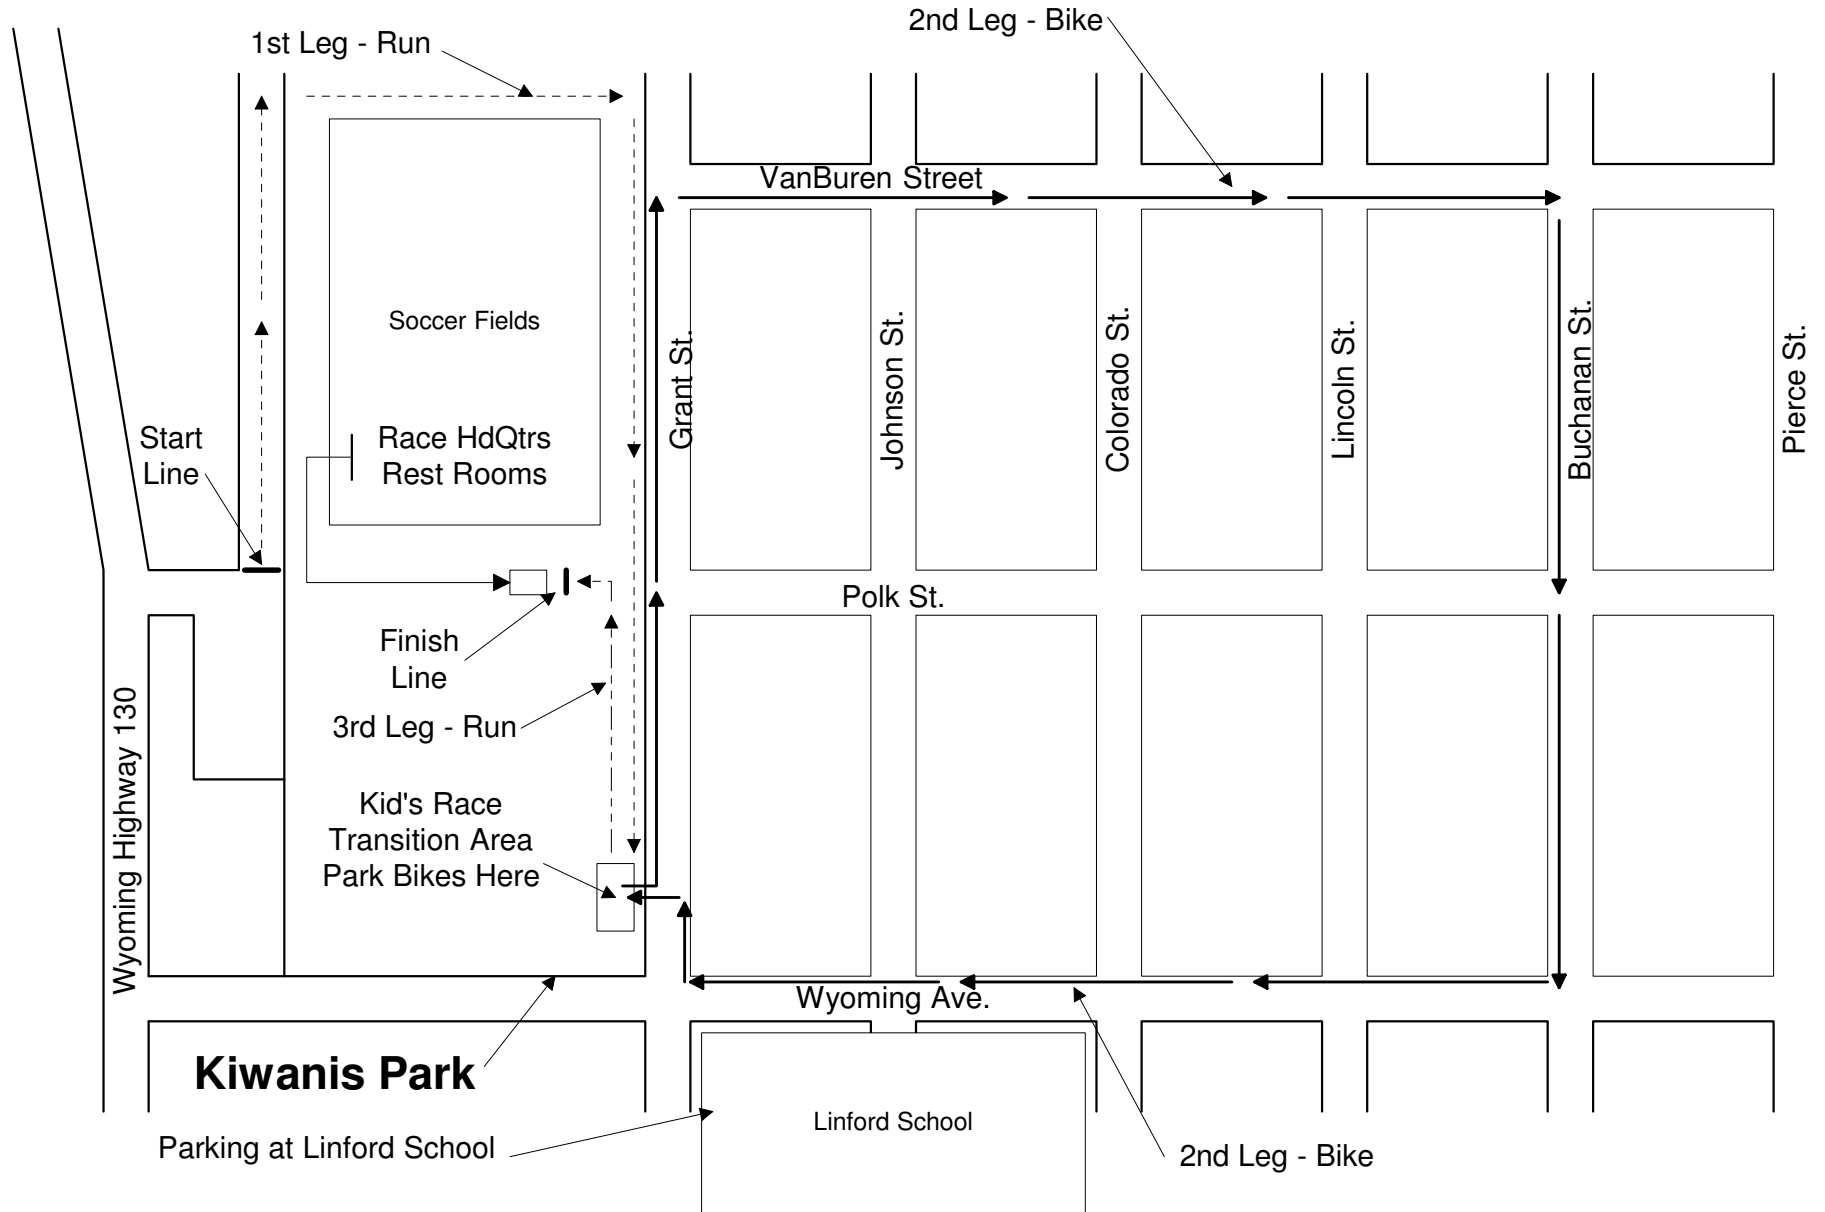 2nd Leg - Bike
1st Leg - Run
VanBuren Street
Soccer Fields
Grant St.
Johnson St.
Colorado St.
Lincoln St.
Buchanan St.
Pierce St.
Start
Line
Race HdQtrs
Rest Rooms
Polk St.
Finish
Line
3rd Leg - Run
Wyoming Highway 130
Kid's Race
Transition Area
Park Bikes Here
Wyoming Ave.
Kiwanis Park
Linford School
Parking at Linford School
2nd Leg - Bike